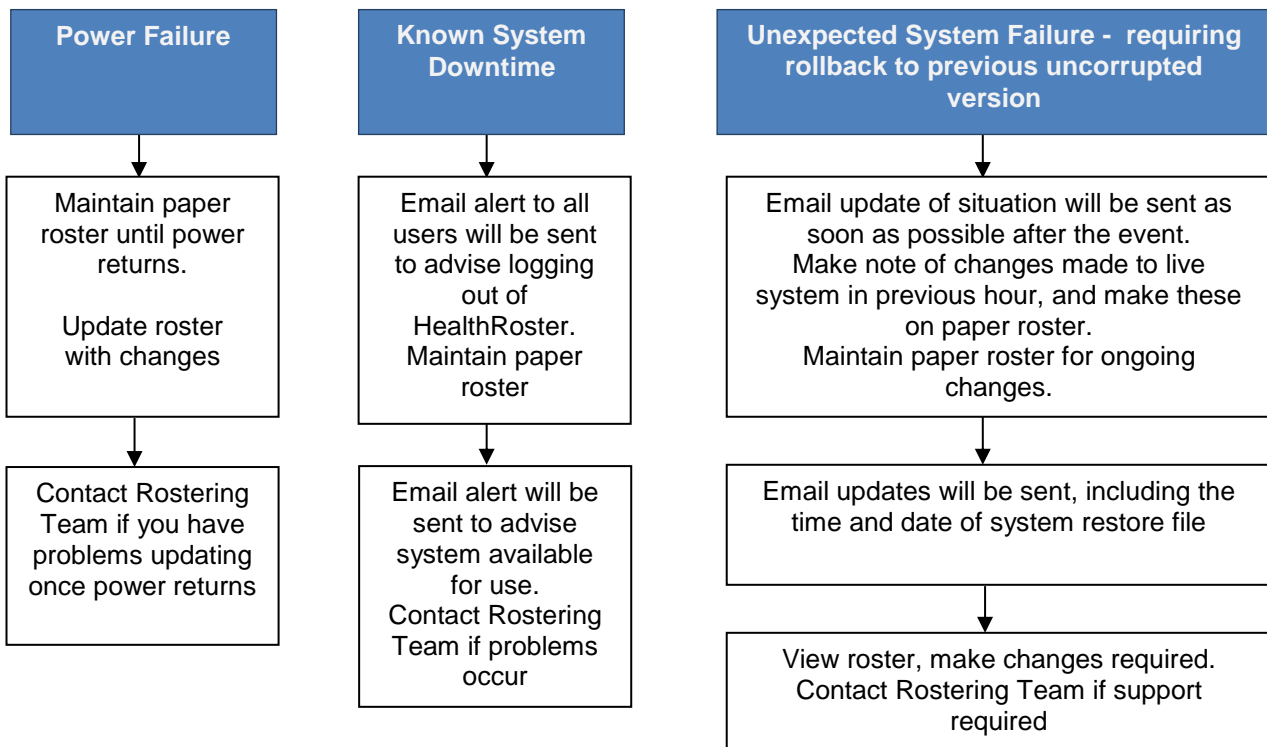 Power Failure
Maintain paper
roster until power
returns.
Update roster
with changes
Contact Rostering
Team if you have
problems updating
once power returns
Known System
Downtime
Email alert to all
users will be sent
to advise logging
out of
HealthRoster.
Maintain paper
roster
Email alert will be
sent to advise
system available
for use.
Contact Rostering
Team if problems
occur
Unexpected System Failure - requiring
rollback to previous uncorrupted
version
Email update of situation will be sent as
soon as possible after the event.
Make note of changes made to live
system in previous hour, and make these
on paper roster.
Maintain paper roster for ongoing
changes.
Email updates will be sent, including the
time and date of system restore file
View roster, make changes required.
Contact Rostering Team if support
required